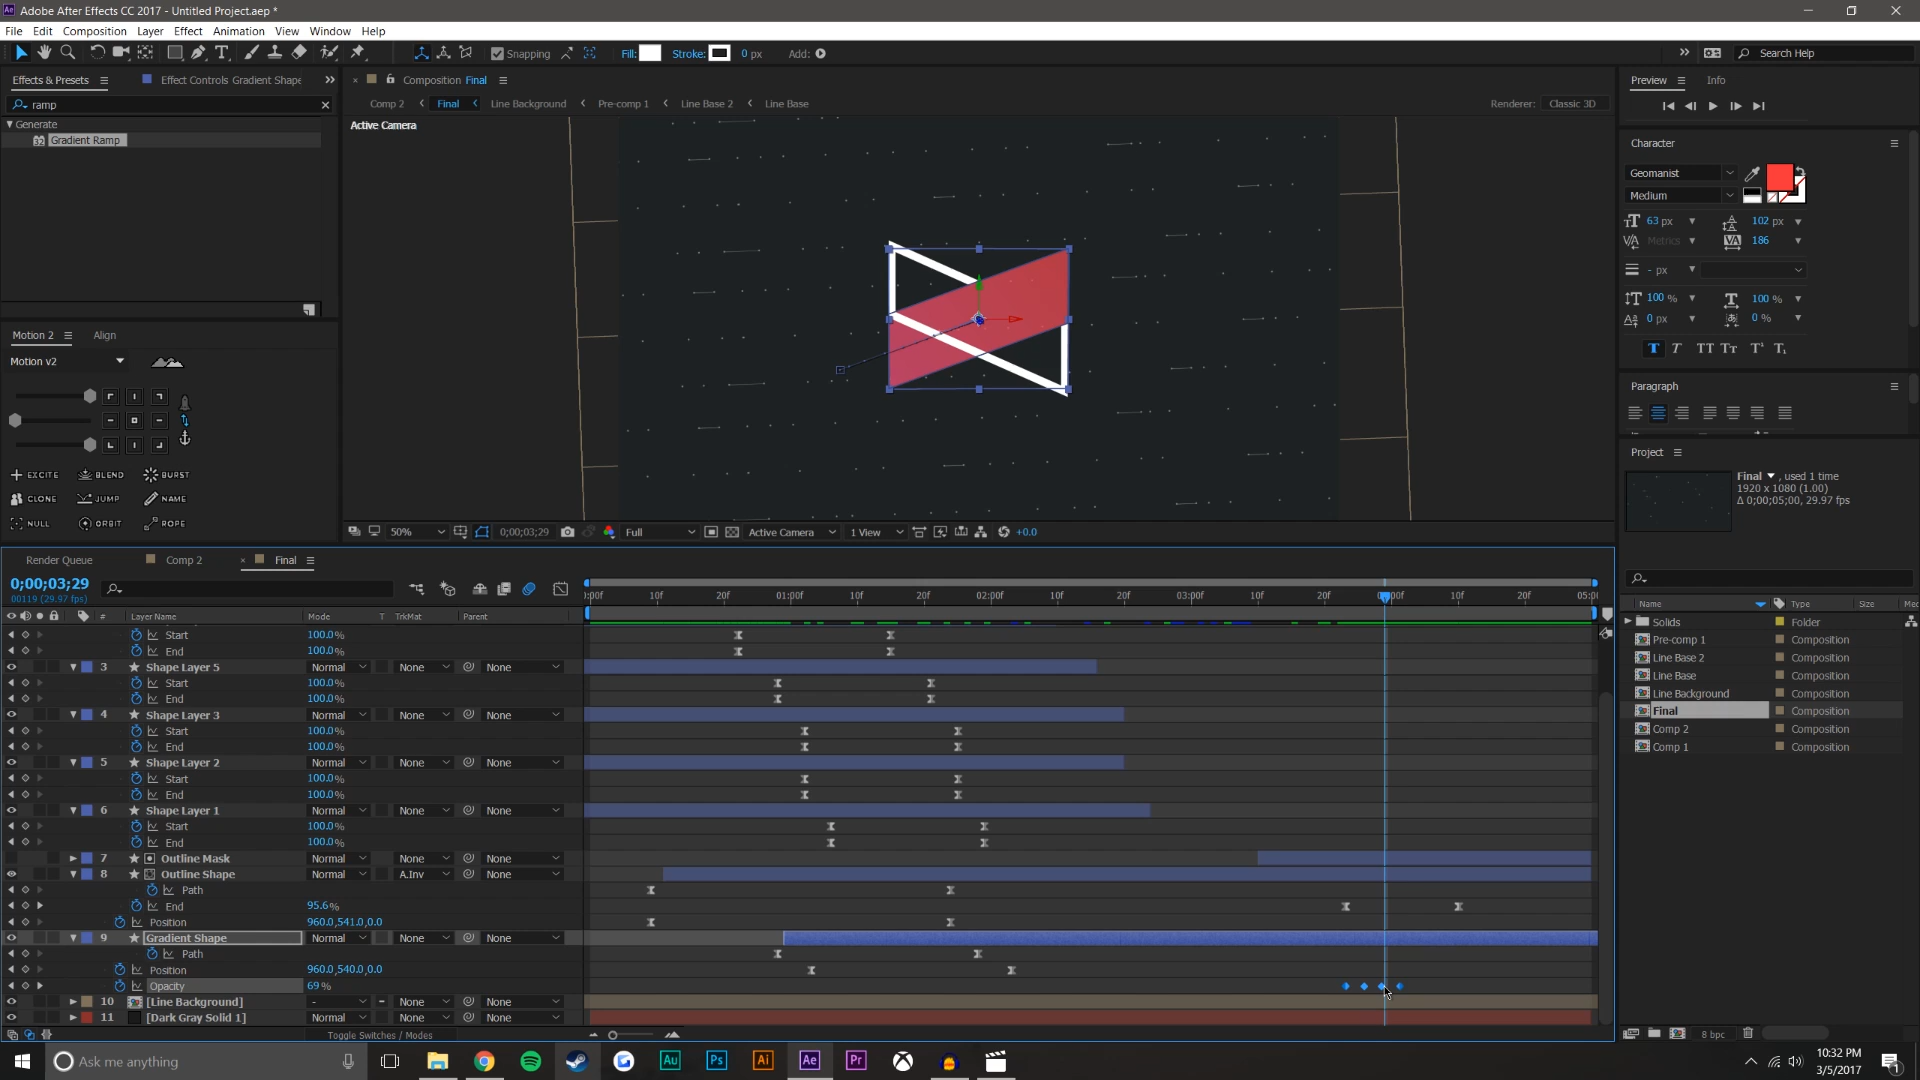 Adobe After Effects CC 2017 - Untitled Project.aep *
File Edit Composition Layer Effect Animation View Window Help
Snapping Fill: Stroke: 0 px Add: Search Help
Effects & Presets Effect Controls Gradient Shape Composition Final Preview Info
ramp
Comp 2 Final Line Background Pre-comp 1 Line Base 2 Line Base Renderer: Classic 3D
Generate
Gradient Ramp
Active Camera
Character
Geomanist
Medium
63 px 102 px
Metrics 186
- px
100 % 100 %
0 px 0 %
T T TT Tt T¹ T₁
Motion 2 Align
Motion v2
Paragraph
EXCITE BLEND BURST
CLONE JUMP NAME
NULL ORBIT ROPE
Project
Final , used 1 time
1920 x 1080 (1.00)
Δ 0;00;05;00, 29.97 fps
50% 0;00;03;29 Full Active Camera 1 View +0.0
Render Queue Comp 2 Final
0;00;03;29
00119 (29.97 fps)
):00f 10f 20f 01:00f 10f 20f 02:00f 10f 20f 03:00f 10f 20f 10f 20f 05:0
# Layer Name Mode T TrkMat Parent
Name Type Size Mec
Start 100.0%
End 100.0%
3 Shape Layer 5 Normal None None
Start 100.0%
End 100.0%
4 Shape Layer 3 Normal None None
Start 100.0%
End 100.0%
5 Shape Layer 2 Normal None None
Start 100.0%
End 100.0%
6 Shape Layer 1 Normal None None
Start 100.0%
End 100.0%
7 Outline Mask Normal None None
8 Outline Shape Normal A.Inv None
Path
End 95.6%
Position 960.0,541.0,0.0
9 Gradient Shape Normal None None
Path
Position 960.0,540.0,0.0
Opacity 69%
10 [Line Background] - None None
11 [Dark Gray Solid 1] Normal None None
Toggle Switches / Modes
Solids Folder
Pre-comp 1 Composition
Line Base 2 Composition
Line Base Composition
Line Background Composition
Final Composition
Comp 2 Composition
Comp 1 Composition
8 bpc
Ask me anything
Au Ps Ai Ae Pr
10:32 PM
3/5/2017
1